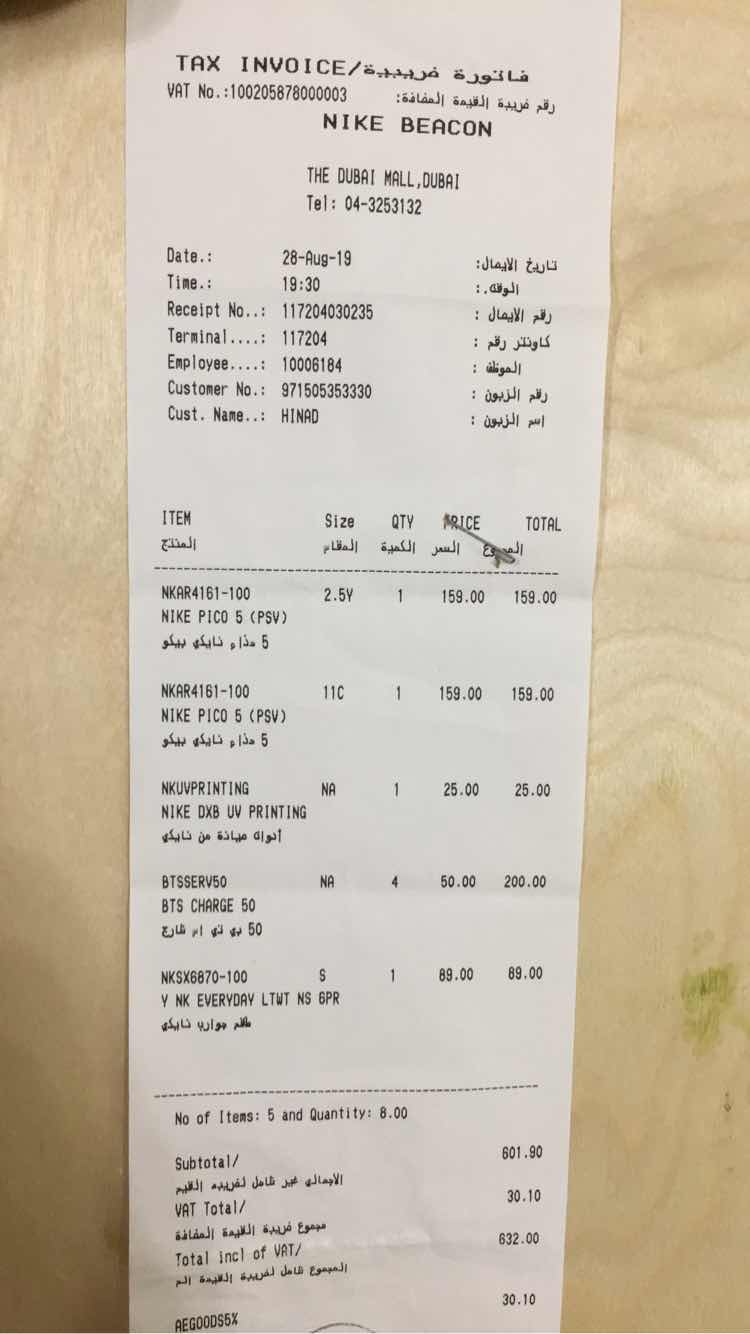 TAX INVOICE/فاتورة ضريبية
VAT No.:100205878000003 رقم ضريبة القيمة المضافة:
NIKE BEACON
THE DUBAI MALL,DUBAI
Tel: 04-3253132
Date.: 28-Aug-19 تاريخ الايصال:
Time.: 19:30 الوقت.:
Receipt No..: 117204030235 رقم الايصال :
Terminal....: 117204 كاونتر رقم :
Employee....: 10006184 الموظف :
Customer No.: 971505353330 رقم الزبون :
Cust. Name..: HINAD اسم الزبون :
ITEM Size QTY PRICE TOTAL
المنتج المقاس الكمية السعر المجموع
NKAR4161-100 2.5Y 1 159.00 159.00
NIKE PICO 5 (PSV)
5 حذاء نايكي بيكو
NKAR4161-100 11C 1 159.00 159.00
NIKE PICO 5 (PSV)
5 حذاء نايكي بيكو
NKUVPRINTING NA 1 25.00 25.00
NIKE DXB UV PRINTING
أدوات صيانة من نايكي
BTSSERV50 NA 4 50.00 200.00
BTS CHARGE 50
50 بي تي اس شارج
NKSX6870-100 S 1 89.00 89.00
Y NK EVERYDAY LTWT NS 6PR
طقم جوارب نايكي
No of Items: 5 and Quantity: 8.00
Subtotal/ 601.90
الاجمالي غير شامل لضريبه القيم
VAT Total/ 30.10
مجموع ضريبة القيمة المضافة
Total incl of VAT/ 632.00
المجموع شامل لضريبة القيمة الم
AEGOODS5% 30.10